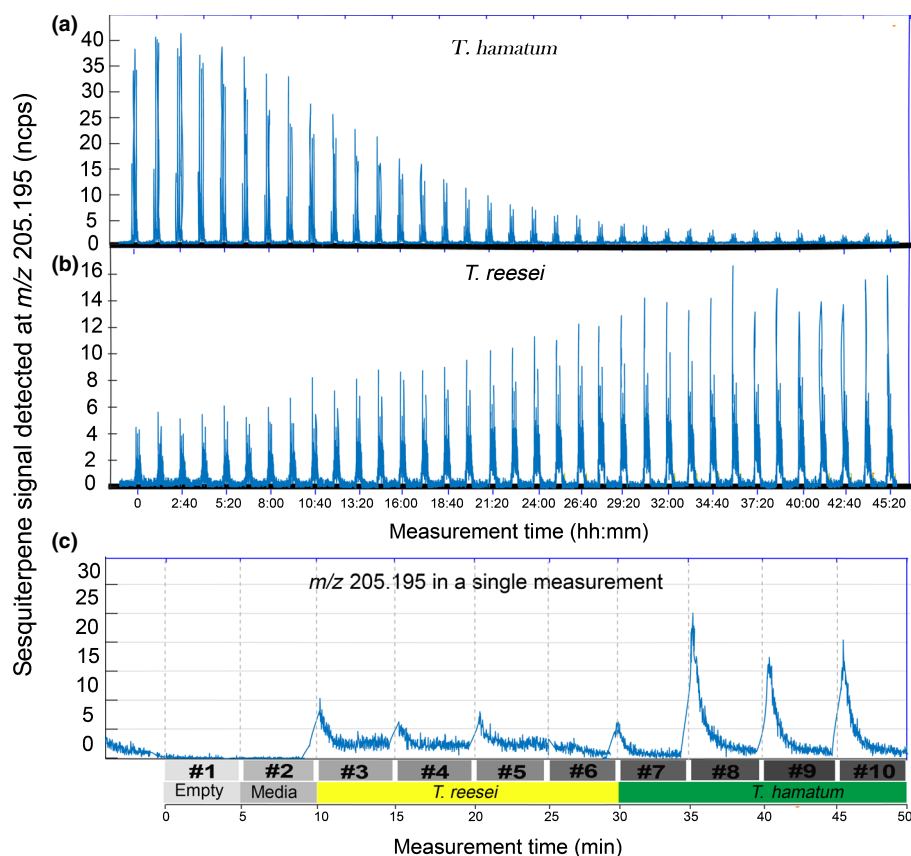 (a)
T. hamatum
40
35
30
25
20
15
10
5
0
(b)
T. reesei
16
14
12
10
8
6
4
2
0
0 2:40 5:20 8:00 10:40 13:20 16:00 18:40 21:20 24:00 26:40 29:20 32:00 34:40 37:20 40:00 42:40 45:20
Measurement time (hh:mm)
Sesquiterpene signal detected at m/z 205.195 (ncps)
(c)
m/z 205.195 in a single measurement
30
25
20
15
10
5
0
#1 #2 #3 #4 #5 #6 #7 #8 #9 #10
Empty Media T. reesei T. hamatum
0 5 10 15 20 25 30 35 40 45 50
Measurement time (min)